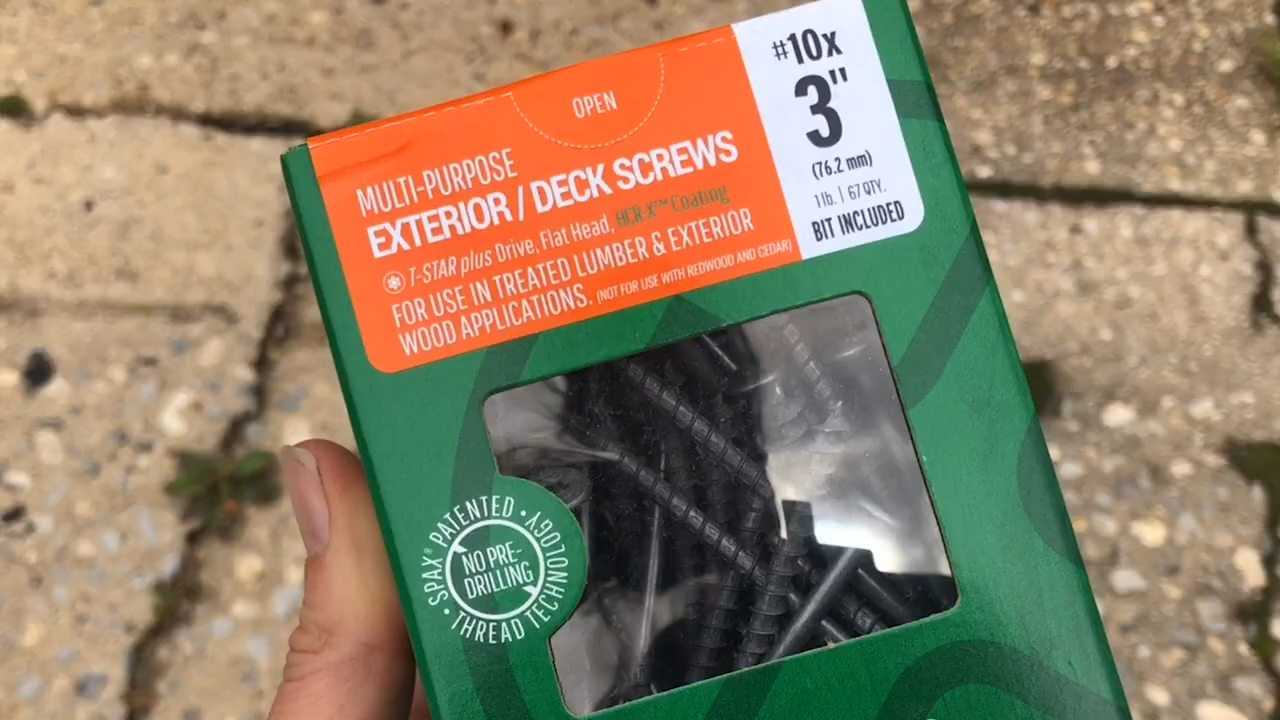 OPEN
MULTI-PURPOSE
EXTERIOR / DECK SCREWS
T-STAR plus Drive, Flat Head, HCR-X™ Coating
FOR USE IN TREATED LUMBER & EXTERIOR
WOOD APPLICATIONS. (NOT FOR USE WITH REDWOOD AND CEDAR)
#10x
3"
(76.2 mm)
1 lb. | 67 QTY.
BIT INCLUDED
• SPAX® PATENTED • THREAD TECHNOLOGY
NO PRE-
DRILLING